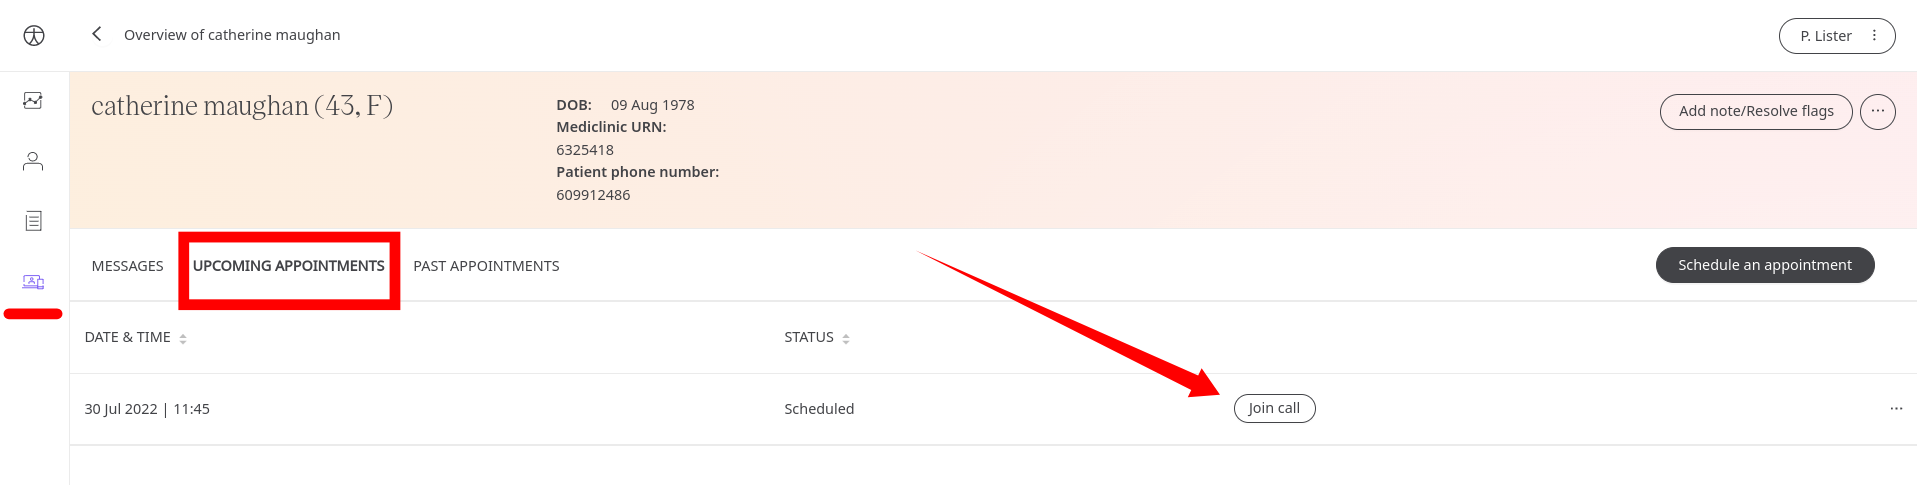 Overview of catherine maughan
P. Lister
catherine maughan (43, F)
DOB: 09 Aug 1978
Mediclinic URN:
6325418
Patient phone number:
609912486
Add note/Resolve flags
MESSAGES UPCOMING APPOINTMENTS PAST APPOINTMENTS
Schedule an appointment
DATE & TIME STATUS
30 Jul 2022 | 11:45 Scheduled Join call